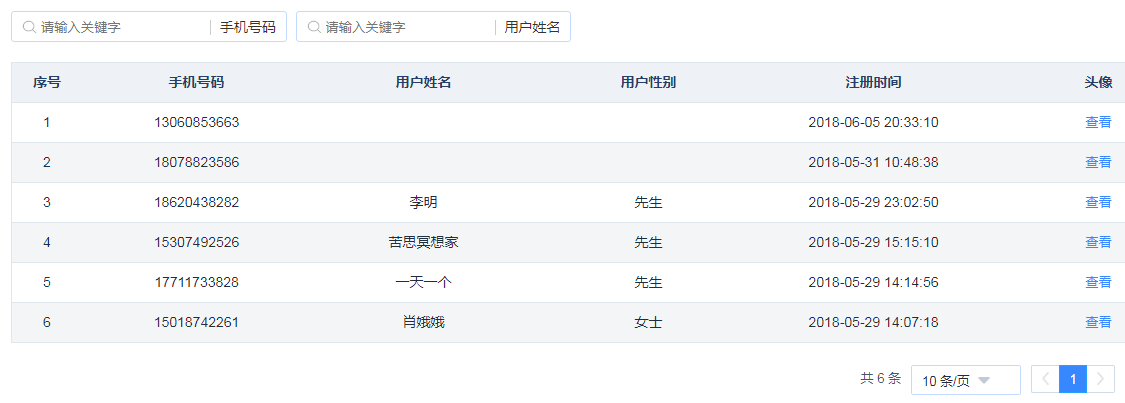 请输入关键字 手机号码 请输入关键字 用户姓名
序号 手机号码 用户姓名 用户性别 注册时间 头像
1 13060853663 2018-06-05 20:33:10 查看
2 18078823586 2018-05-31 10:48:38 查看
3 18620438282 李明 先生 2018-05-29 23:02:50 查看
4 15307492526 苦思冥想家 先生 2018-05-29 15:15:10 查看
5 17711733828 一天一个 先生 2018-05-29 14:14:56 查看
6 15018742261 肖娥娥 女士 2018-05-29 14:07:18 查看
共 6 条 10 条/页 1